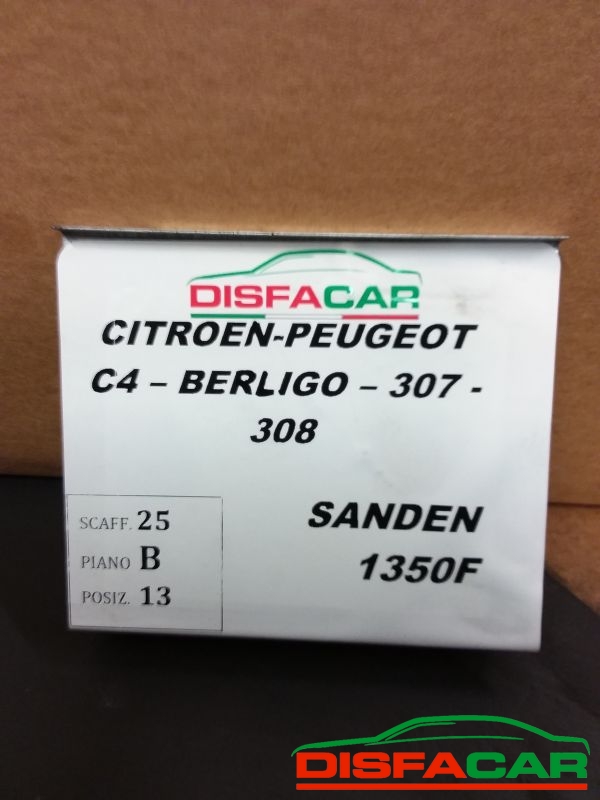 DISFACAR
CITROEN-PEUGEOT
C4 – BERLIGO – 307 -
308
SANDEN
1350F
SCAFF. 25
PIANO B
POSIZ. 13
DISFACAR